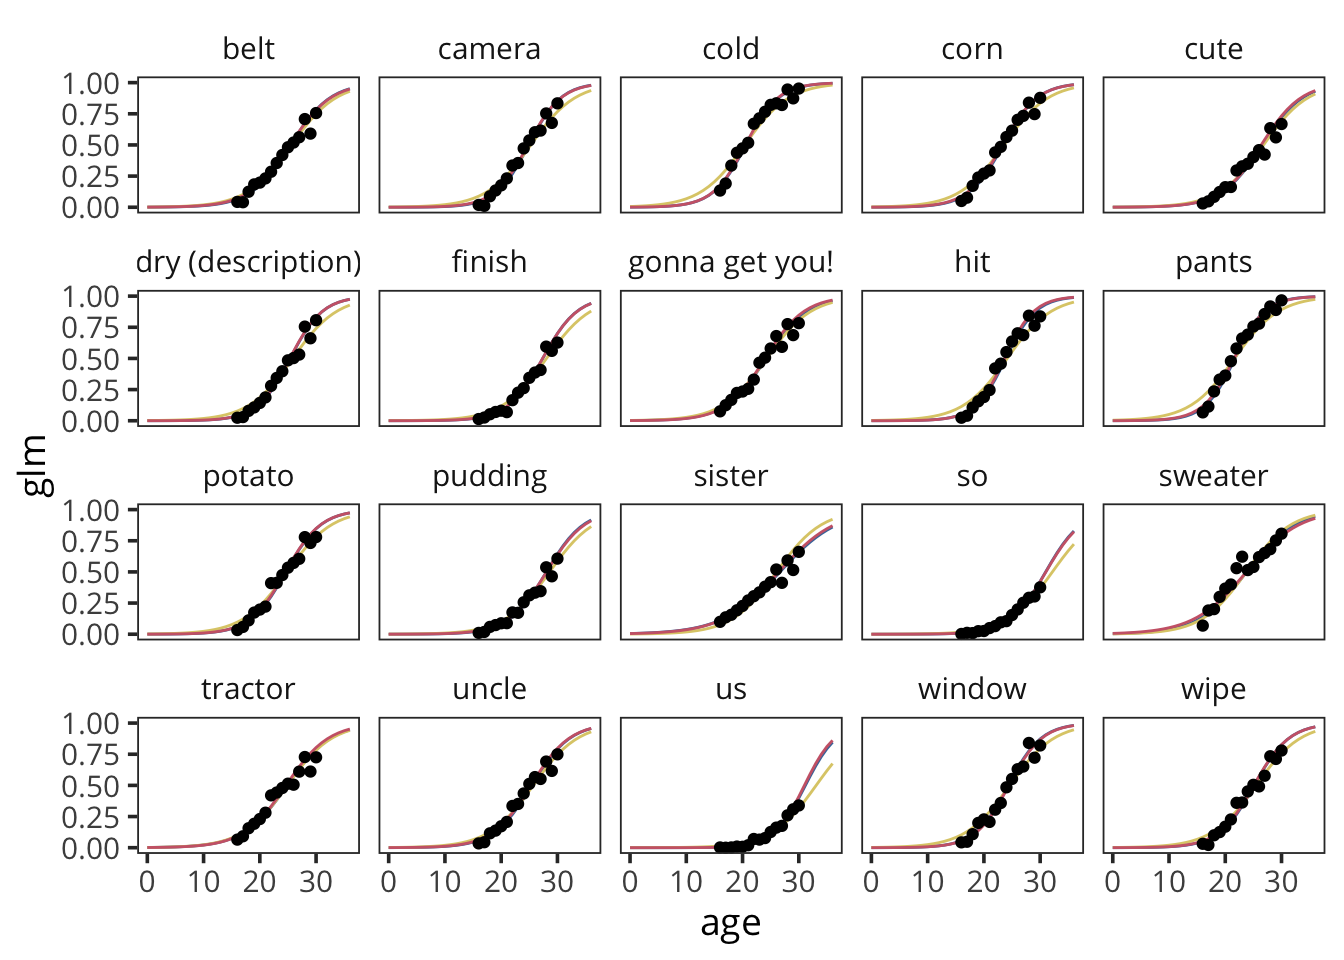 belt camera cold corn cute
1.00
0.75
0.50
0.25
0.00
dry (description) finish gonna get you! hit pants
1.00
0.75
0.50
0.25
0.00
glm
potato pudding sister so sweater
1.00
0.75
0.50
0.25
0.00
tractor uncle us window wipe
1.00
0.75
0.50
0.25
0.00
0 10 20 30 0 10 20 30 0 10 20 30 0 10 20 30 0 10 20 30
age